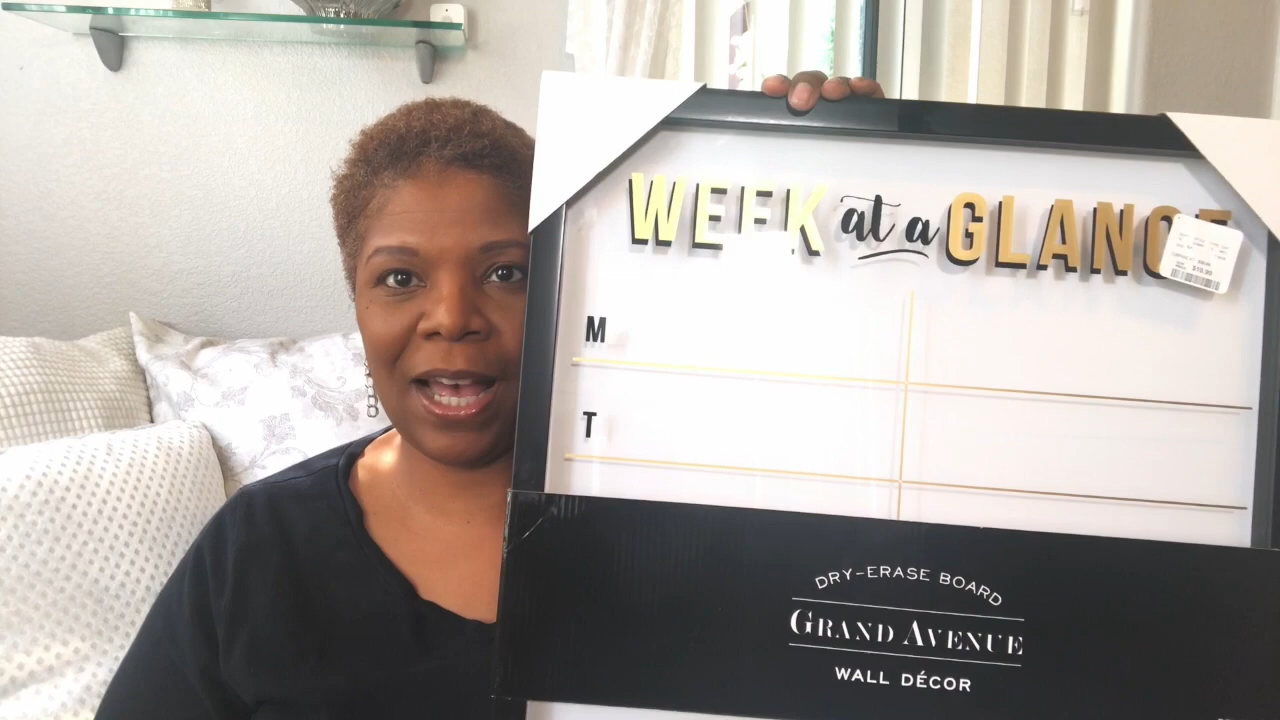 WEEK at a GLANCE
$19.99
M
T
DRY-ERASE BOARD
GRAND AVENUE
WALL DÉCOR